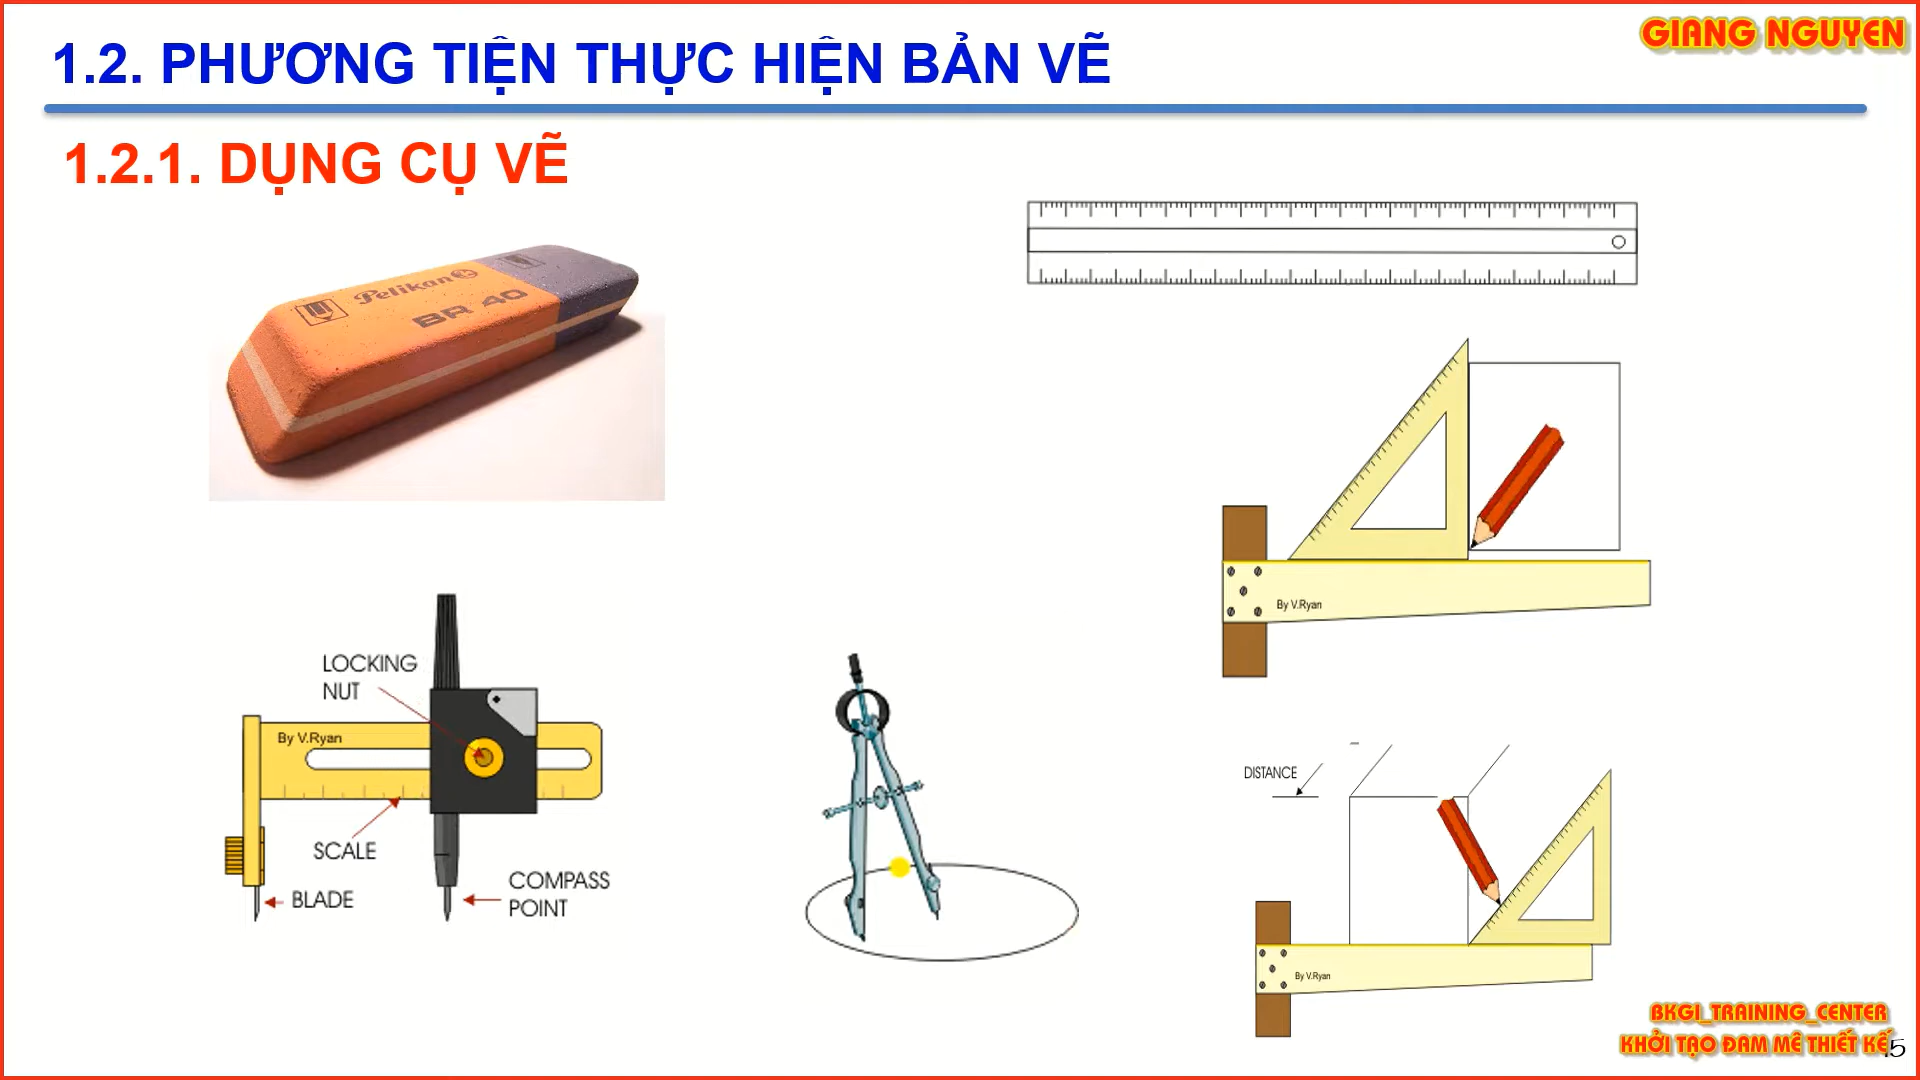 GIANG NGUYEN
1.2. PHƯƠNG TIỆN THỰC HIỆN BẢN VẼ
1.2.1. DỤNG CỤ VẼ
Pelikan
BR 40
By V.Ryan
LOCKING
NUT
By V.Ryan
SCALE
BLADE
COMPASS
POINT
DISTANCE
By V.Ryan
BKGI_TRAINING_CENTER
KHỞI TẠO ĐAM MÊ THIẾT KẾ